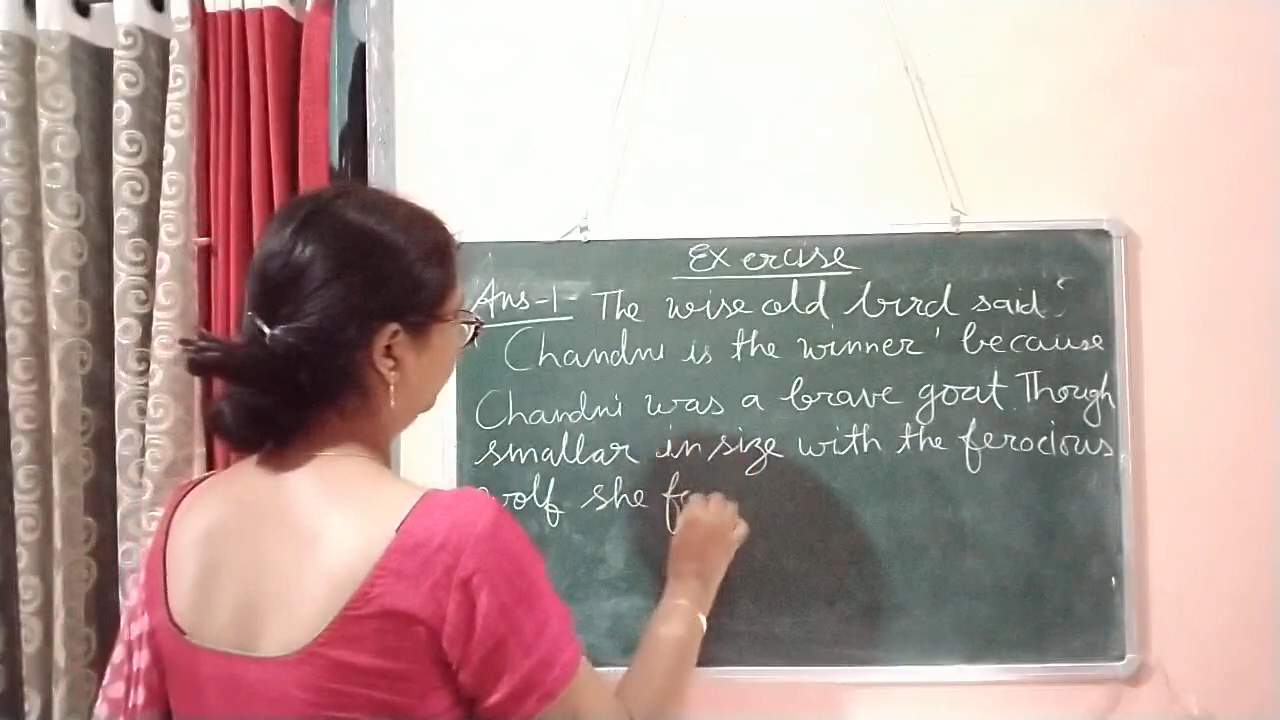 Exercise
Ans-1- The wise old bird said '
' Chandni is the winner ' because
Chandni was a brave goat. Though
smallar in size with the ferocious
wolf she fo